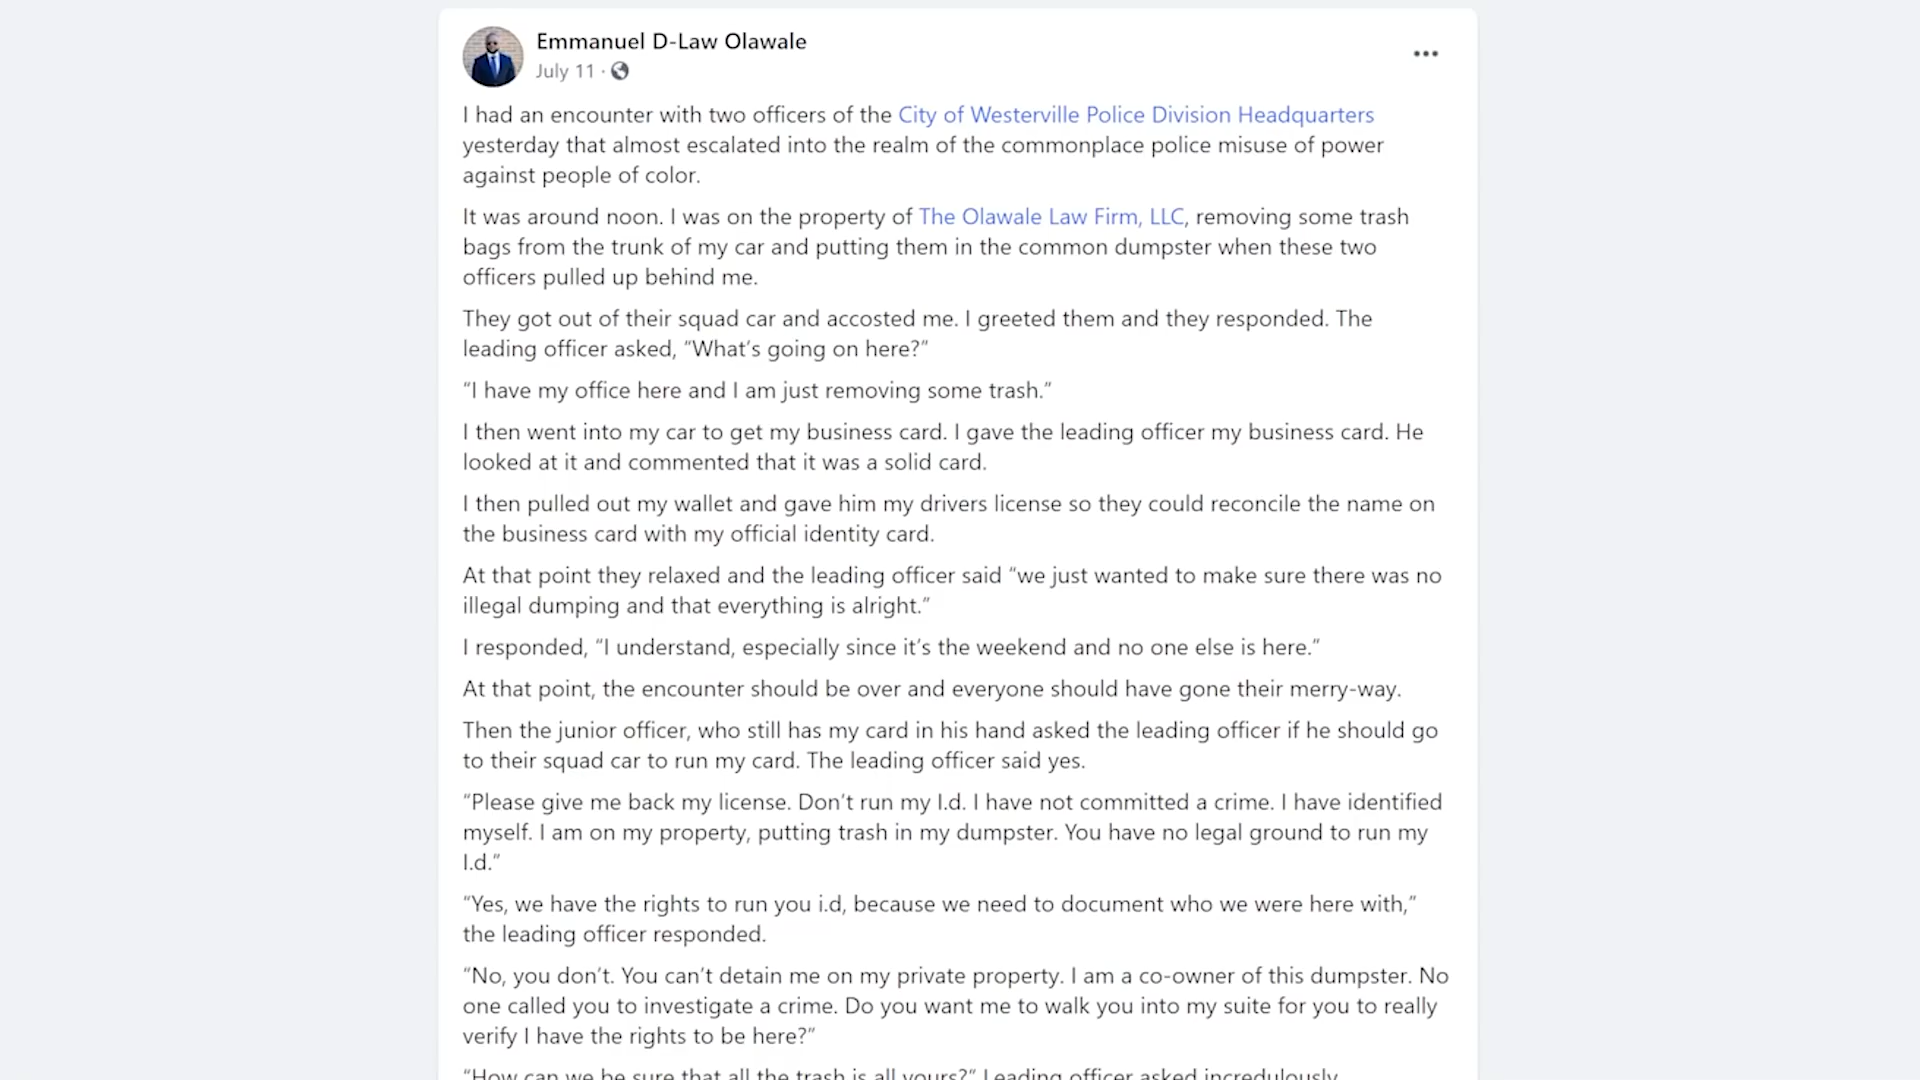 Emmanuel D-Law Olawale
July 11 ·
I had an encounter with two officers of the City of Westerville Police Division Headquarters
yesterday that almost escalated into the realm of the commonplace police misuse of power
against people of color.
It was around noon. I was on the property of The Olawale Law Firm, LLC, removing some trash
bags from the trunk of my car and putting them in the common dumpster when these two
officers pulled up behind me.
They got out of their squad car and accosted me. I greeted them and they responded. The
leading officer asked, “What’s going on here?”
“I have my office here and I am just removing some trash.”
I then went into my car to get my business card. I gave the leading officer my business card. He
looked at it and commented that it was a solid card.
I then pulled out my wallet and gave him my drivers license so they could reconcile the name on
the business card with my official identity card.
At that point they relaxed and the leading officer said “we just wanted to make sure there was no
illegal dumping and that everything is alright.”
I responded, “I understand, especially since it’s the weekend and no one else is here.”
At that point, the encounter should be over and everyone should have gone their merry-way.
Then the junior officer, who still has my card in his hand asked the leading officer if he should go
to their squad car to run my card. The leading officer said yes.
“Please give me back my license. Don’t run my I.d. I have not committed a crime. I have identified
myself. I am on my property, putting trash in my dumpster. You have no legal ground to run my
I.d.”
“Yes, we have the rights to run you i.d, because we need to document who we were here with,”
the leading officer responded.
“No, you don’t. You can’t detain me on my private property. I am a co-owner of this dumpster. No
one called you to investigate a crime. Do you want me to walk you into my suite for you to really
verify I have the rights to be here?”
“How can we be sure that all the trash is all yours?” Leading officer asked incredulously.